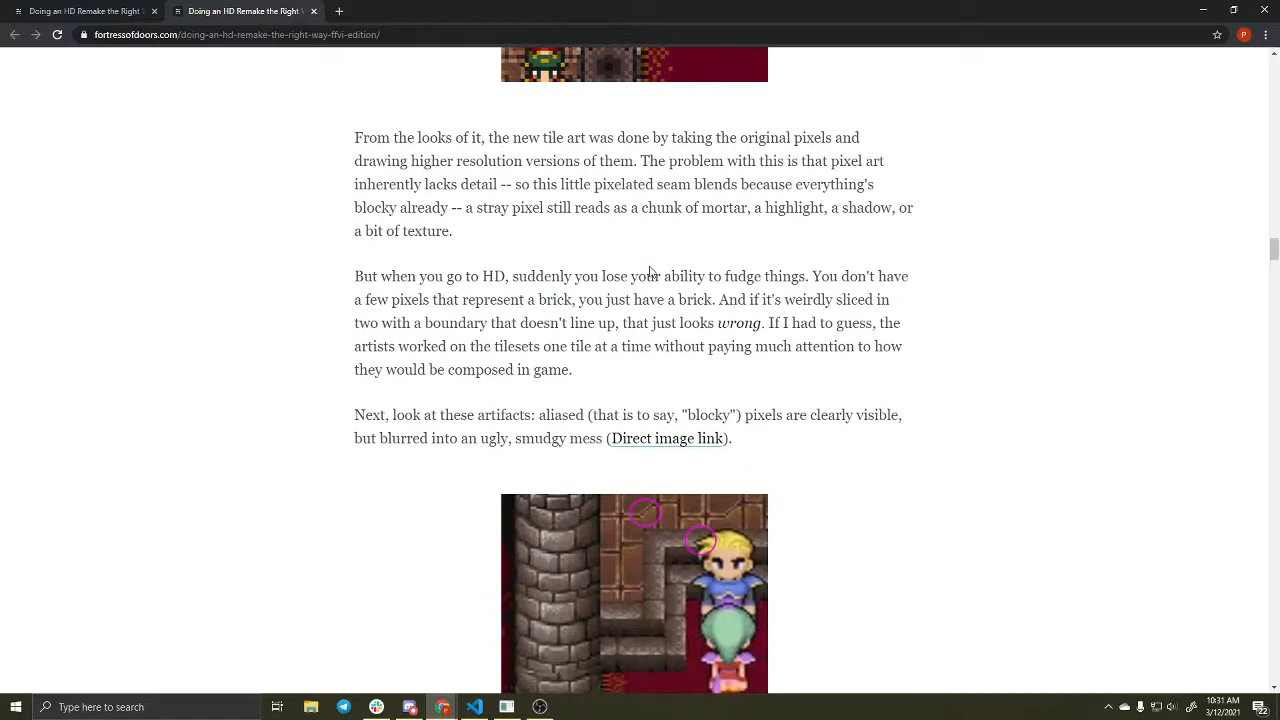 Doing an HD Remake the Right
Doing an HD Remake the Right
fortressofdoors.com/doing-an-hd-remake-the-right-way-ffvi-edition/
P
From the looks of it, the new tile art was done by taking the original pixels and
drawing higher resolution versions of them. The problem with this is that pixel art
inherently lacks detail -- so this little pixelated seam blends because everything's
blocky already -- a stray pixel still reads as a chunk of mortar, a highlight, a shadow, or
a bit of texture.
But when you go to HD, suddenly you lose your ability to fudge things. You don't have
a few pixels that represent a brick, you just have a brick. And if it's weirdly sliced in
two with a boundary that doesn't line up, that just looks wrong. If I had to guess, the
artists worked on the tilesets one tile at a time without paying much attention to how
they would be composed in game.
Next, look at these artifacts: aliased (that is to say, "blocky") pixels are clearly visible,
but blurred into an ugly, smudgy mess (Direct image link).
Type here to search
10:31 AM
3/12/2021